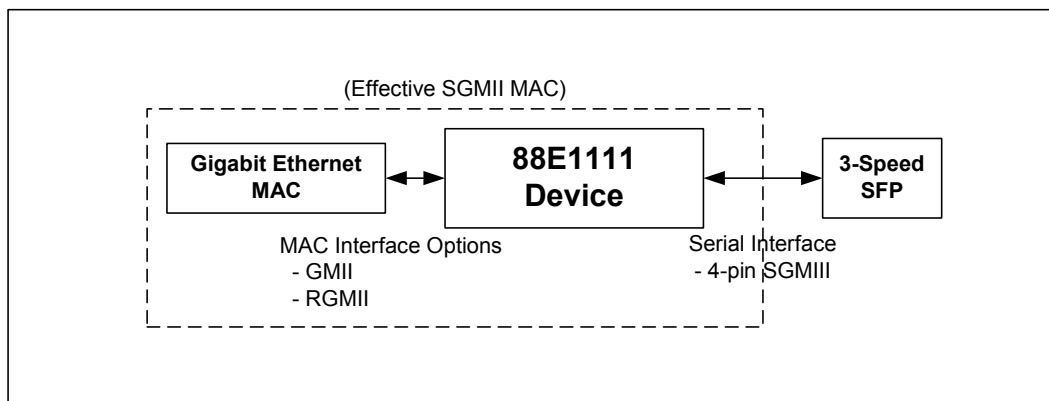 (Effective SGMII MAC)
Gigabit Ethernet
MAC
88E1111
Device
3-Speed
SFP
MAC Interface Options
- GMII
- RGMII
Serial Interface
- 4-pin SGMIII